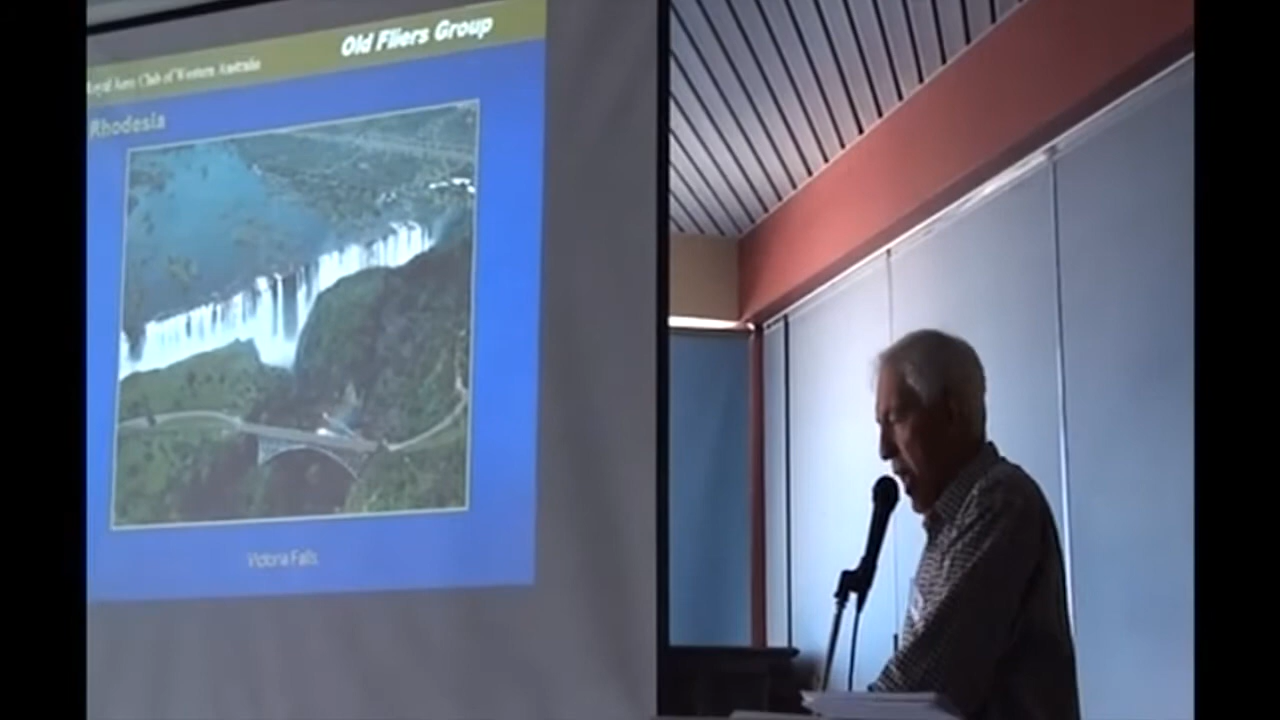 Old Fliers Group
Royal Aero Club of Western Australia
Rhodesia
Victoria Falls